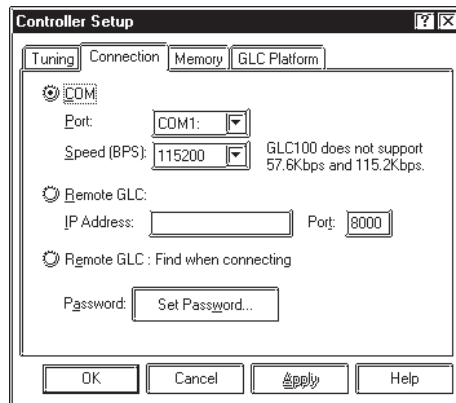 Controller Setup
Tuning Connection Memory GLC Platform
COM
Port: COM1:
Speed (BPS): 115200 GLC100 does not support
57.6Kbps and 115.2Kbps.
Remote GLC:
IP Address: Port: 8000
Remote GLC : Find when connecting
Password: Set Password...
OK Cancel Apply Help